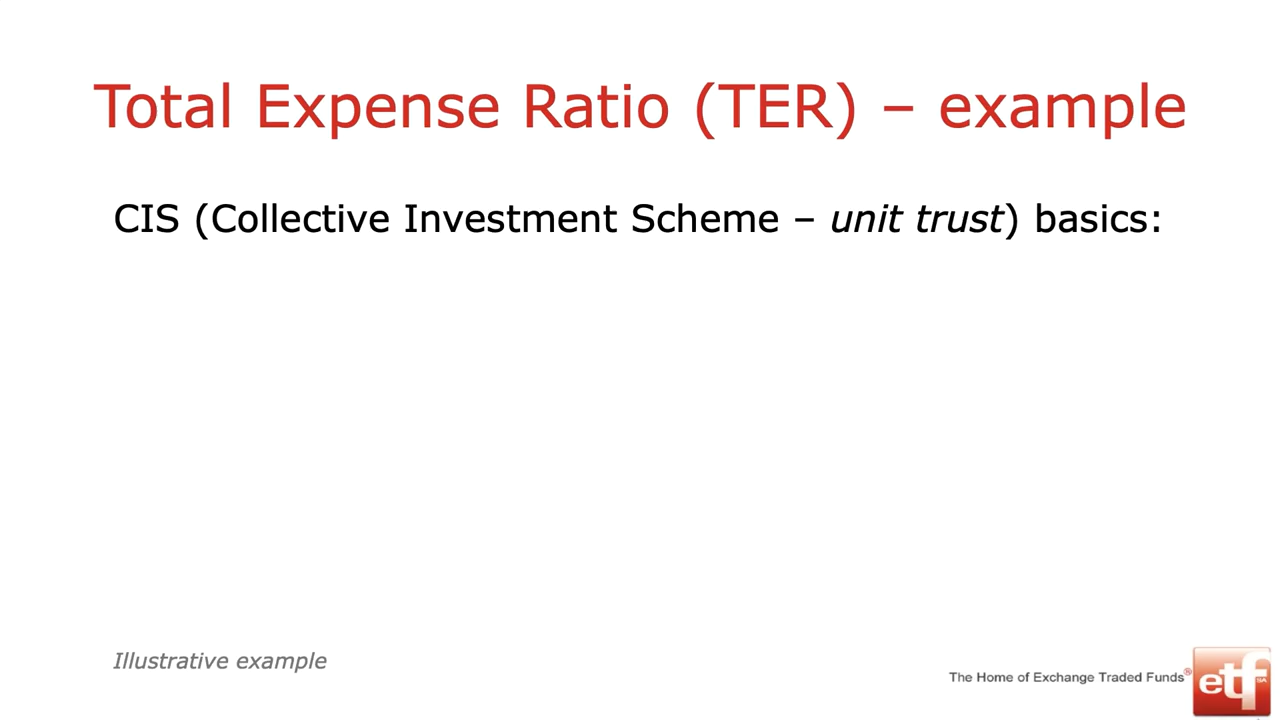 Total Expense Ratio (TER) – example
CIS (Collective Investment Scheme – unit trust) basics:
Illustrative example
The Home of Exchange Traded Funds®
etf
SA